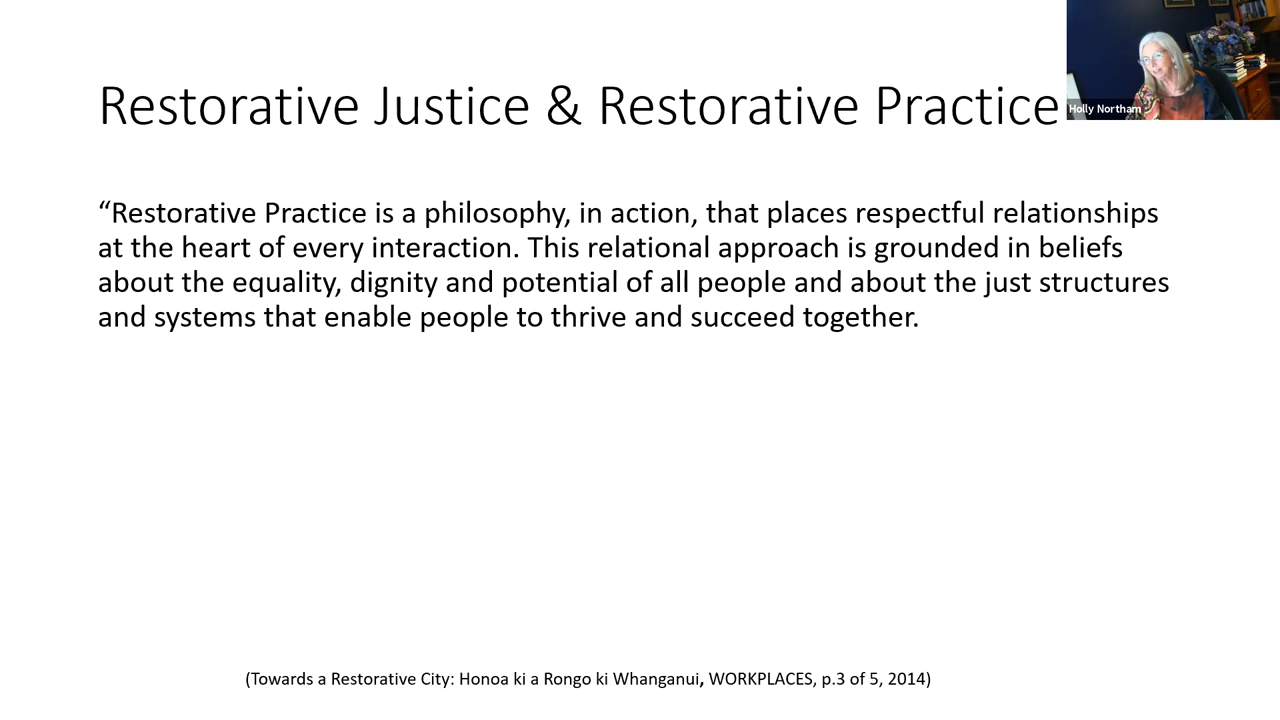 Restorative Justice & Restorative Practice
Holly Northam
“Restorative Practice is a philosophy, in action, that places respectful relationships
at the heart of every interaction. This relational approach is grounded in beliefs
about the equality, dignity and potential of all people and about the just structures
and systems that enable people to thrive and succeed together.
(Towards a Restorative City: Honoa ki a Rongo ki Whanganui, WORKPLACES, p.3 of 5, 2014)